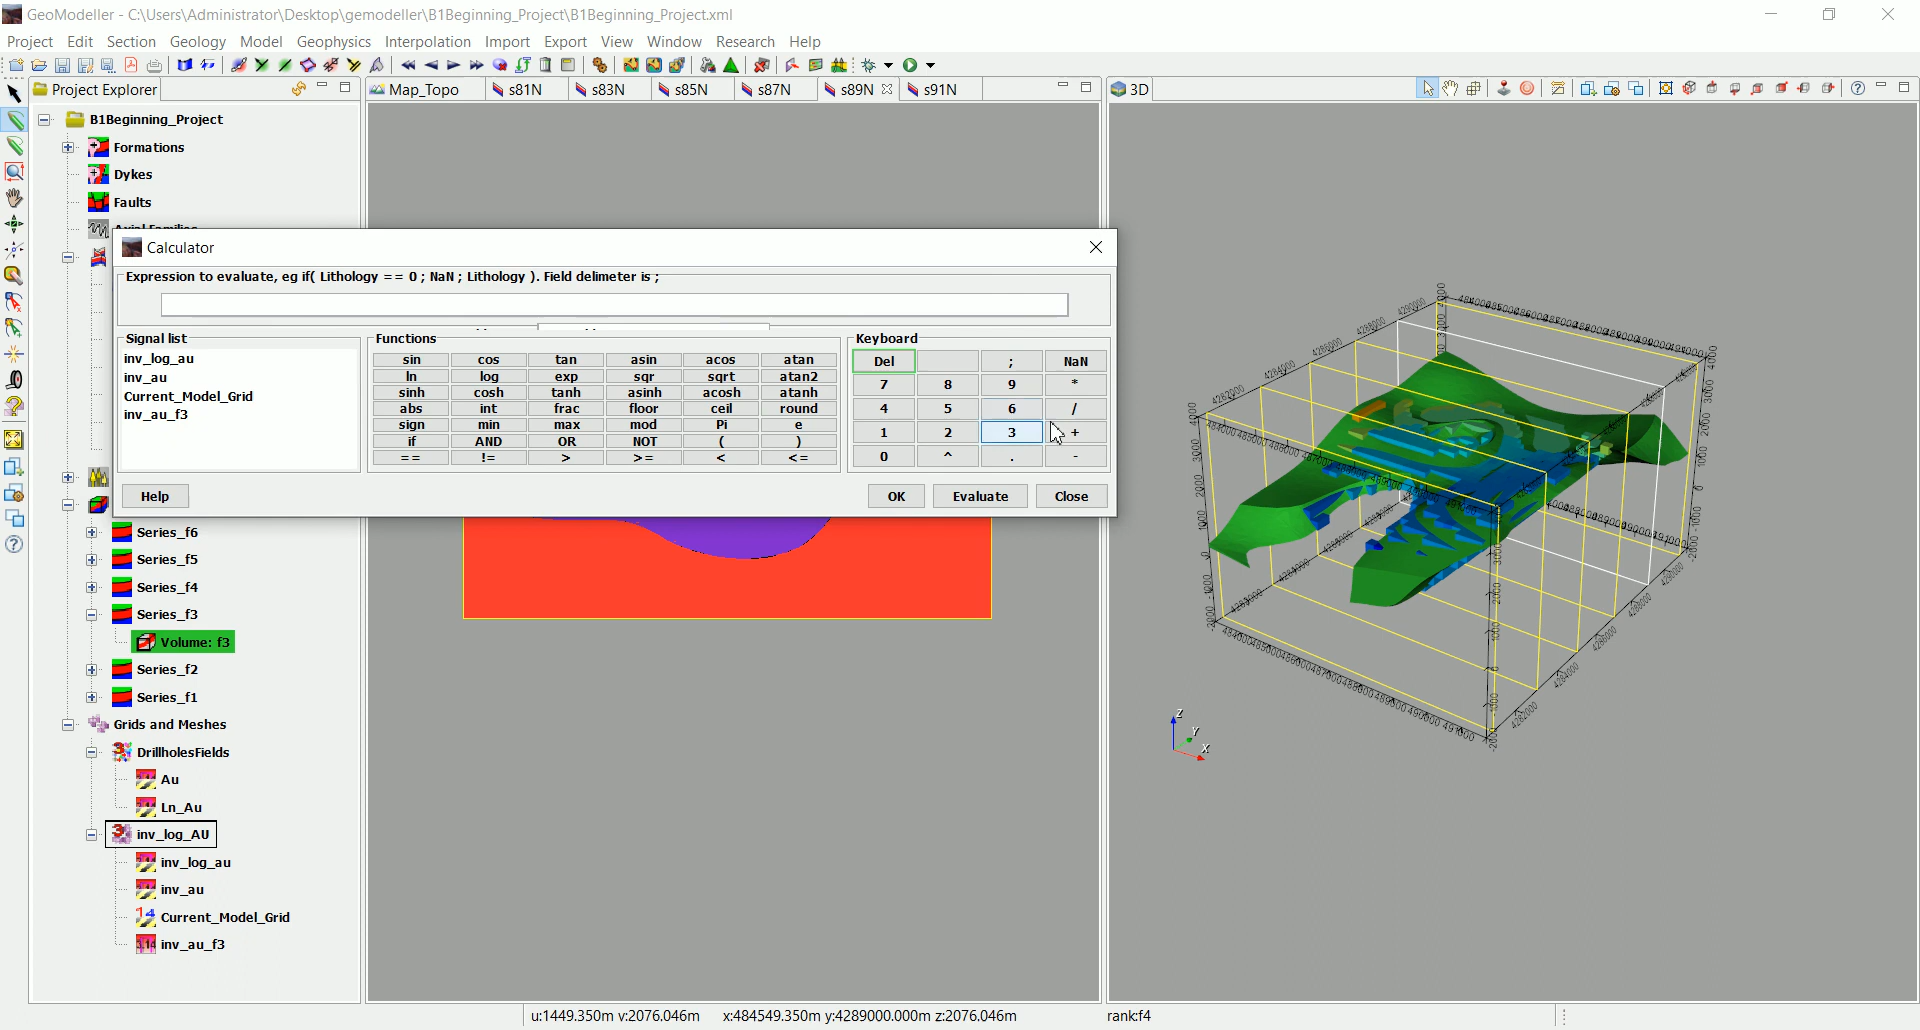 GeoModeller - C:\Users\Administrator\Desktop\gemodeller\B1Beginning_Project\B1Beginning_Project.xml
Project Edit Section Geology Model Geophysics Interpolation Import Export View Window Research Help
Project Explorer
Map_Topo s81N s83N s85N s87N s89N s91N
3D
B1Beginning_Project
Formations
Dykes
Faults
Calculator
Expression to evaluate, eg if( Lithology == 0 ; NaN ; Lithology ). Field delimeter is ;
Signal list
inv_log_au
inv_au
Current_Model_Grid
inv_au_f3
Functions
sin cos tan asin acos atan
ln log exp sqr sqrt atan2
sinh cosh tanh asinh acosh atanh
abs int frac floor ceil round
sign min max mod Pi e
if AND OR NOT ( )
== != > >= < <=
Keyboard
Del ; NaN
7 8 9 *
4 5 6 /
1 2 3 +
0 ^ . -
Help OK Evaluate Close
Series_f6
Series_f5
Series_f4
Series_f3
Volume: f3
Series_f2
Series_f1
Grids and Meshes
DrillholesFields
Au
Ln_Au
inv_log_AU
inv_log_au
inv_au
Current_Model_Grid
inv_au_f3
Z
Y
X
u:1449.350m v:2076.046m x:484549.350m y:4289000.000m z:2076.046m rank:f4